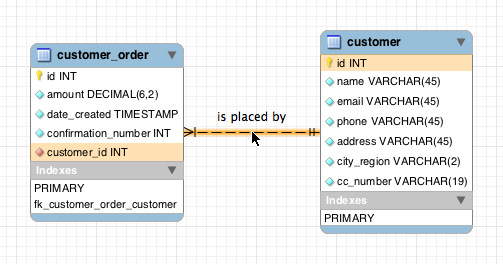 customer_order
id INT
amount DECIMAL(6,2)
date_created TIMESTAMP
confirmation_number INT
customer_id INT
Indexes
PRIMARY
fk_customer_order_customer
is placed by
customer
id INT
name VARCHAR(45)
email VARCHAR(45)
phone VARCHAR(45)
address VARCHAR(45)
city_region VARCHAR(2)
cc_number VARCHAR(19)
Indexes
PRIMARY